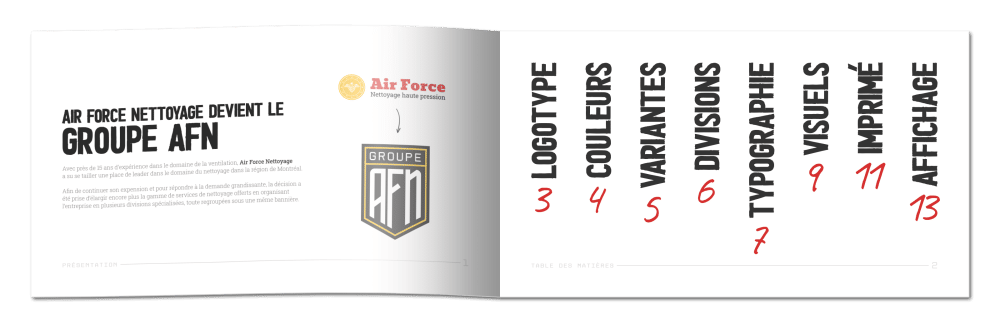 AIR FORCE NETTOYAGE DEVIENT LE
GROUPE AFN
Avec près de 25 ans d'expérience dans le domaine de la ventilation, Air Force Nettoyage
a su se tailler une place de leader dans le domaine du nettoyage dans la région de Montréal
Afin de continuer son expansion et pour répondre à la demande grandissante, la décision a
été prise d'élargir encore plus la gamme de services de nettoyage offerts en organisant
l'entreprise en plusieurs divisions spécialisées, toute regroupées sous une même bannière.
Air Force
Nettoyage haute pression
GROUPE
AFN
PRÉSENTATION
1
LOGOTYPE
3
COULEURS
4
VARIANTES
5
DIVISIONS
6
TYPOGRAPHIE
7
VISUELS
9
IMPRIMÉ
11
AFFICHAGE
13
TABLE DES MATIÈRES
2